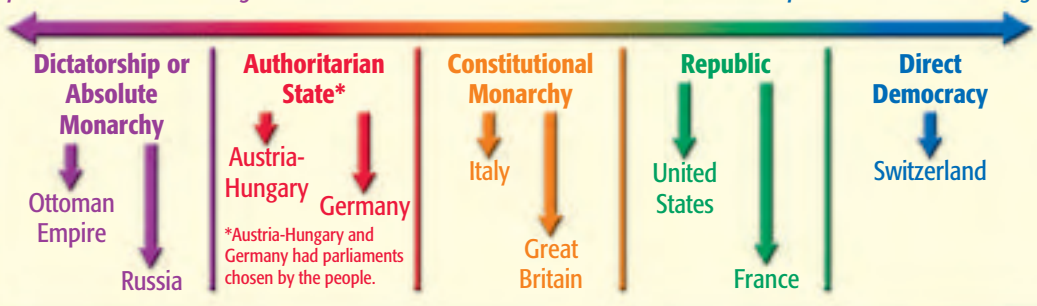 Dictatorship or
Absolute
Monarchy
Ottoman
Empire
Russia
Authoritarian
State*
Austria-
Hungary
Germany
*Austria-Hungary and
Germany had parliaments
chosen by the people.
Constitutional
Monarchy
Italy
Great
Britain
Republic
United
States
France
Direct
Democracy
Switzerland